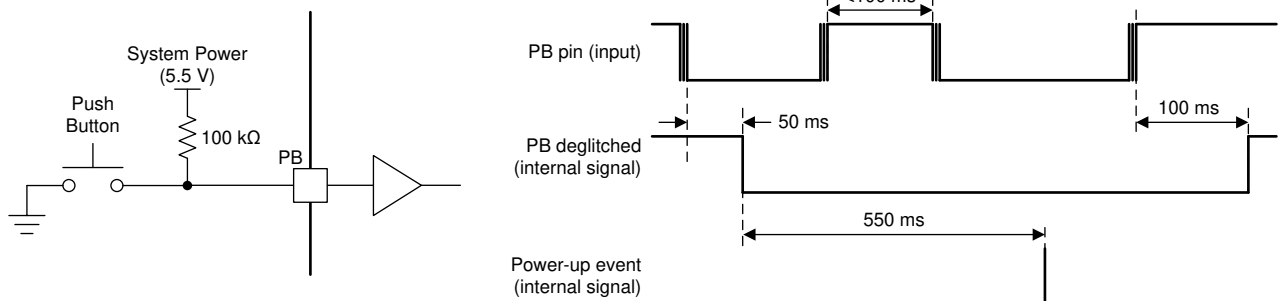 System Power
(5.5 V)
Push
Button
100 kΩ
PB
PB pin (input)
100 ms
50 ms
PB deglitched
(internal signal)
550 ms
Power-up event
(internal signal)